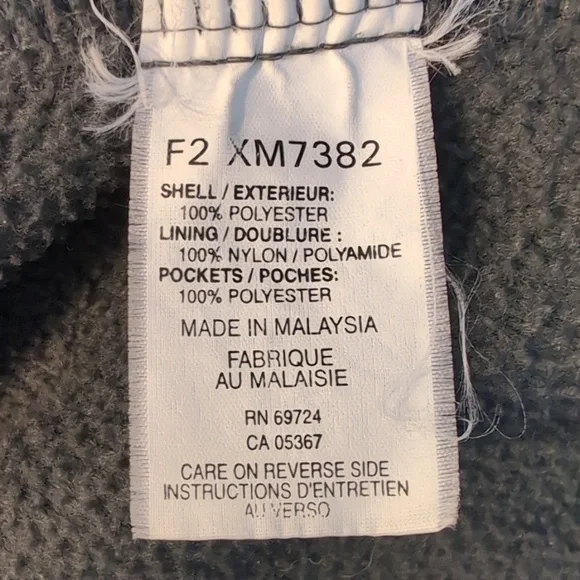 F2 XM7382
SHELL / EXTERIEUR:
100% POLYESTER
LINING / DOUBLURE :
100% NYLON / POLYAMIDE
POCKETS / POCHES:
100% POLYESTER
MADE IN MALAYSIA
FABRIQUE
AU MALAISIE
RN 69724
CA 05367
CARE ON REVERSE SIDE
INSTRUCTIONS D'ENTRETIEN
AU VERSO